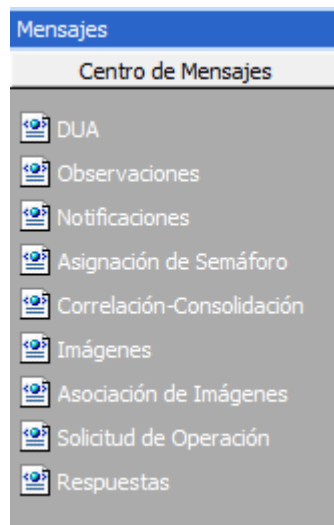 Mensajes
Centro de Mensajes
DUA
Observaciones
Notificaciones
Asignación de Semáforo
Correlación-Consolidación
Imágenes
Asociación de Imágenes
Solicitud de Operación
Respuestas